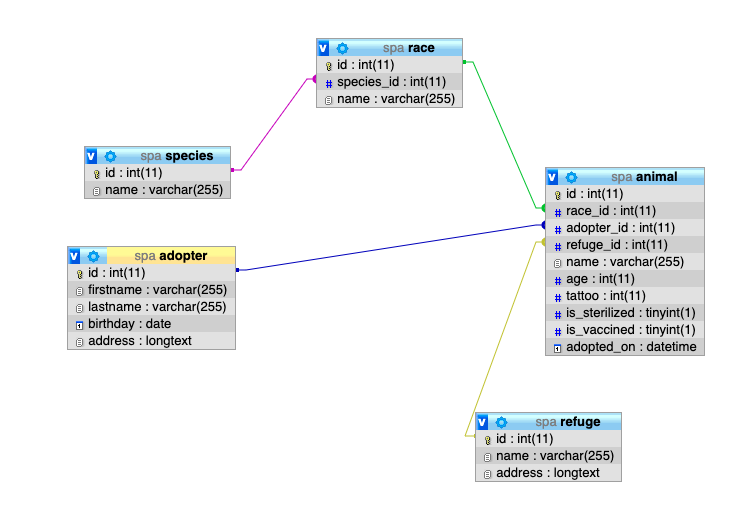 v spa race
id : int(11)
# species_id : int(11)
name : varchar(255)
v spa species
id : int(11)
name : varchar(255)
v spa animal
id : int(11)
# race_id : int(11)
# adopter_id : int(11)
# refuge_id : int(11)
name : varchar(255)
# age : int(11)
# tattoo : int(11)
# is_sterilized : tinyint(1)
# is_vaccined : tinyint(1)
adopted_on : datetime
v spa adopter
id : int(11)
firstname : varchar(255)
lastname : varchar(255)
birthday : date
address : longtext
v spa refuge
id : int(11)
name : varchar(255)
address : longtext